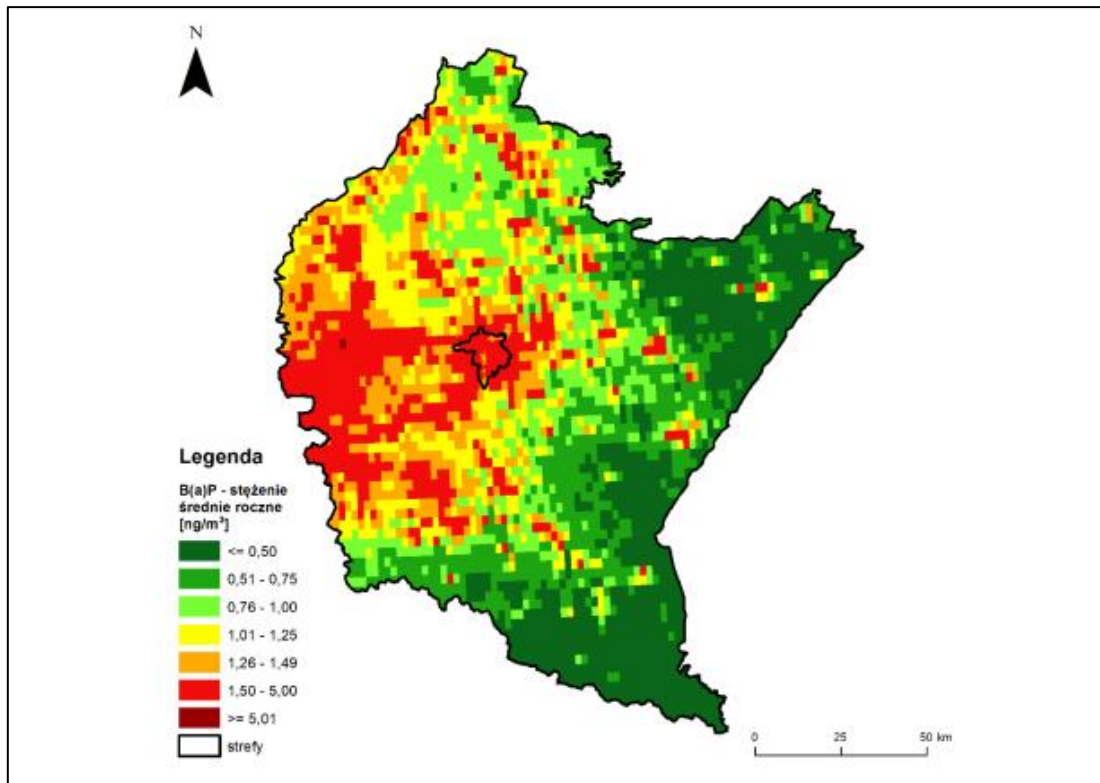 N
Legenda
B(a)P - stężenie
średnie roczne
[ng/m³]
<= 0,50
0,51 - 0,75
0,76 - 1,00
1,01 - 1,25
1,26 - 1,49
1,50 - 5,00
>= 5,01
strefy
0 25 50 km